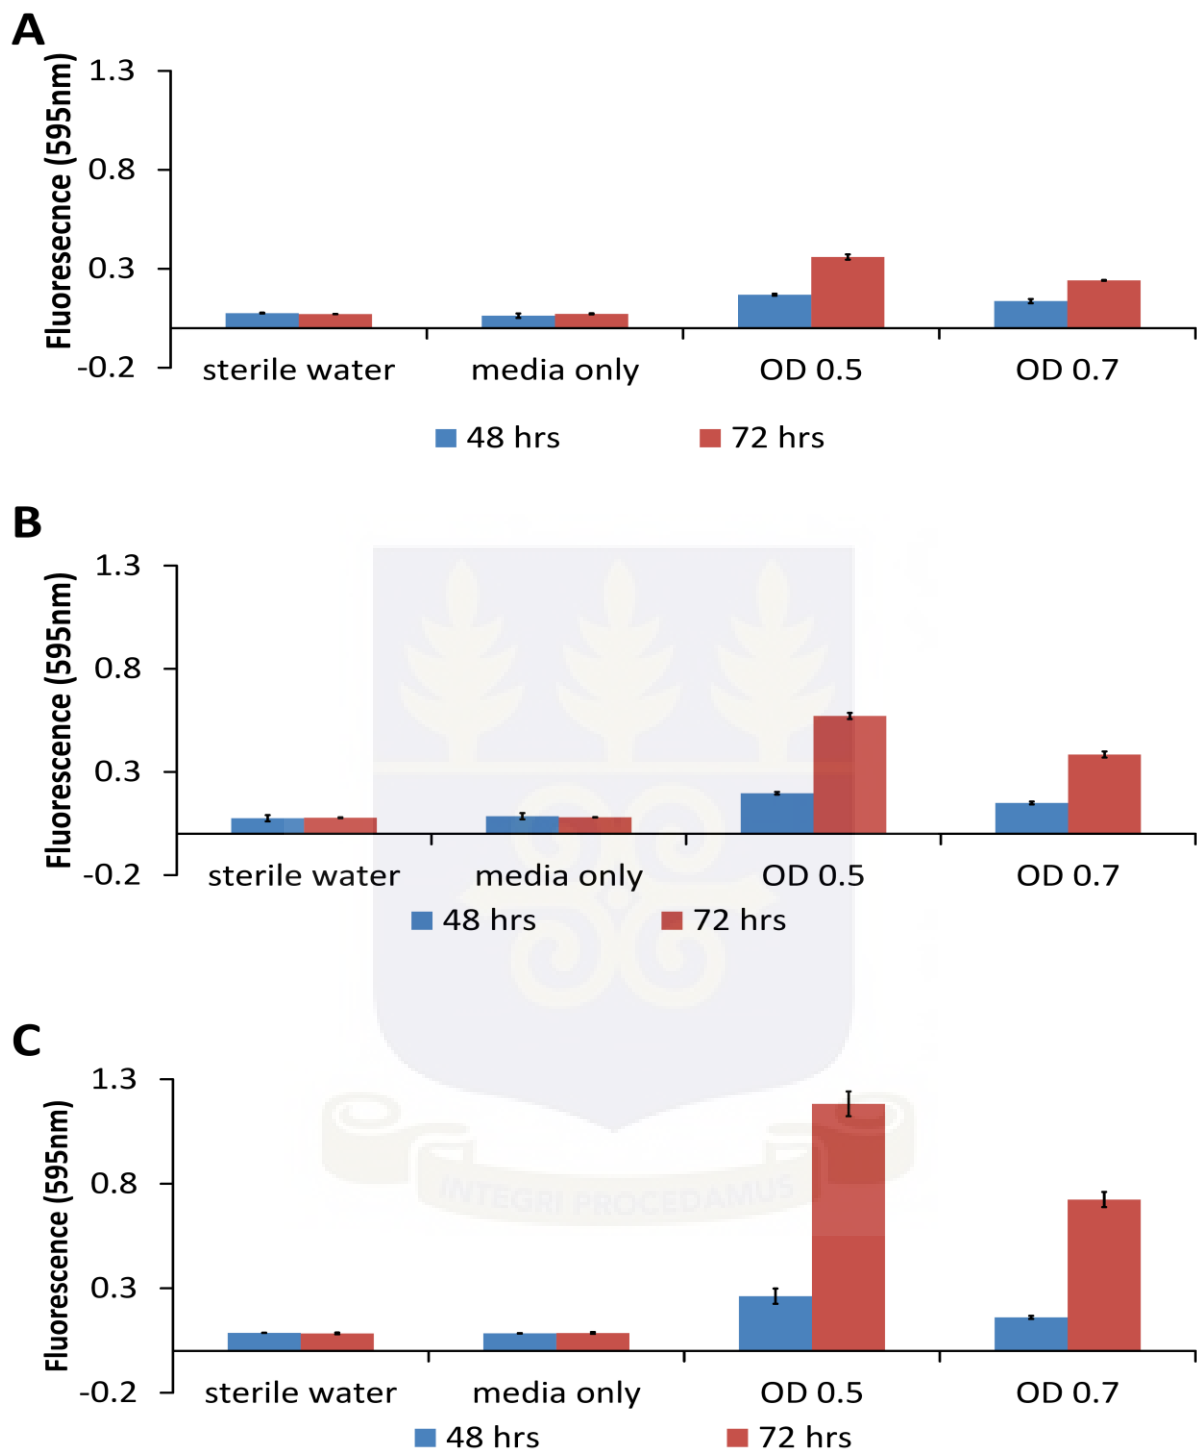 A
Fluoresecnce (595nm)
1.3
0.8
0.3
-0.2
sterile water media only OD 0.5 OD 0.7
48 hrs 72 hrs
B
Fluorescence (595nm)
1.3
0.8
0.3
-0.2
sterile water media only OD 0.5 OD 0.7
48 hrs 72 hrs
C
Fluorescence (595nm)
1.3
0.8
0.3
-0.2
INTEGRI PROCEDAMUS
sterile water media only OD 0.5 OD 0.7
48 hrs 72 hrs